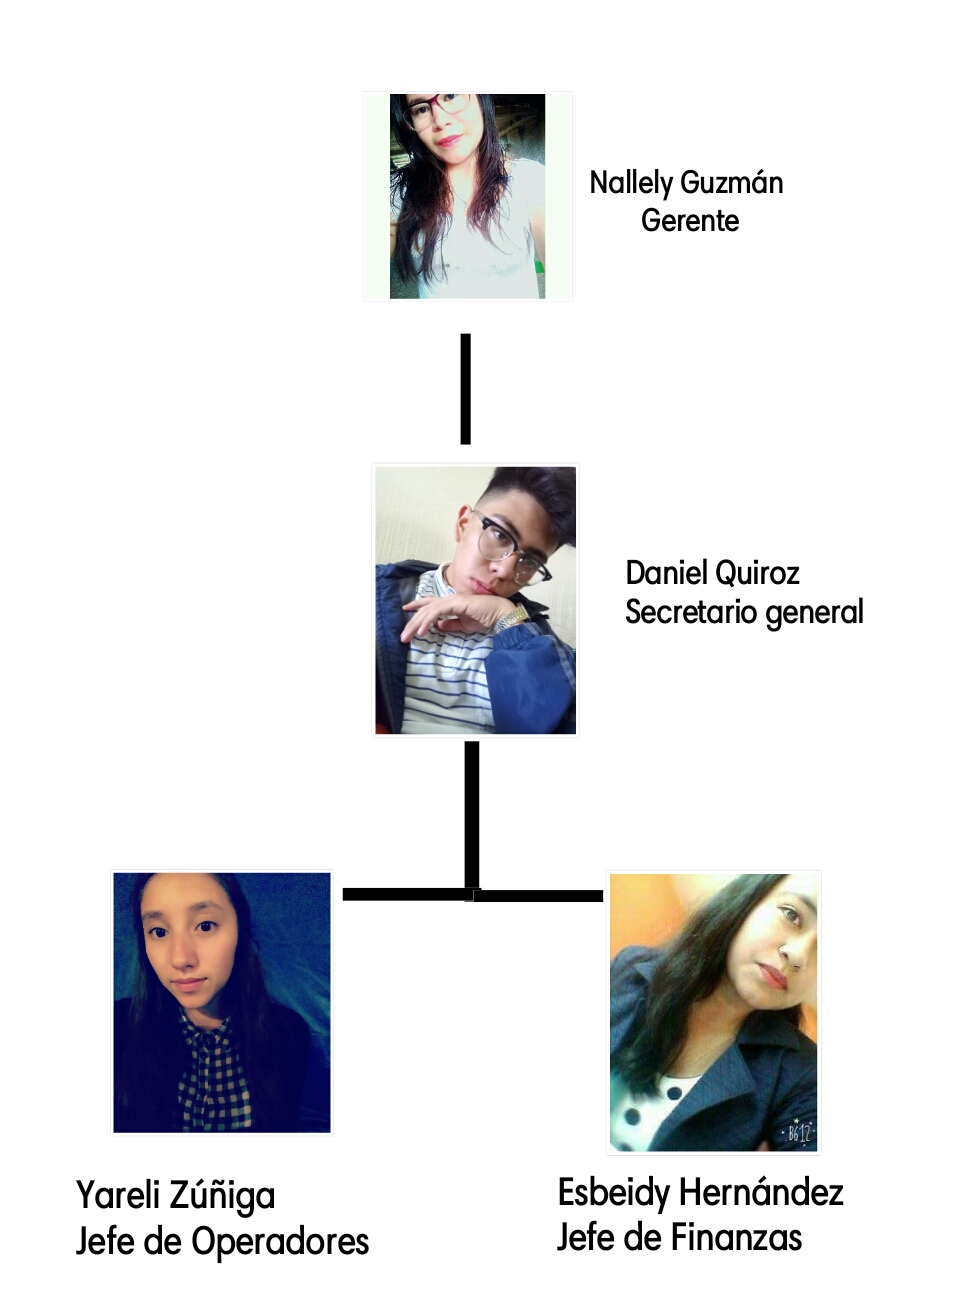 Nallely Guzmán
Gerente
Daniel Quiroz
Secretario general
Yareli Zúñiga
Jefe de Operadores
B612
Esbeidy Hernández
Jefe de Finanzas